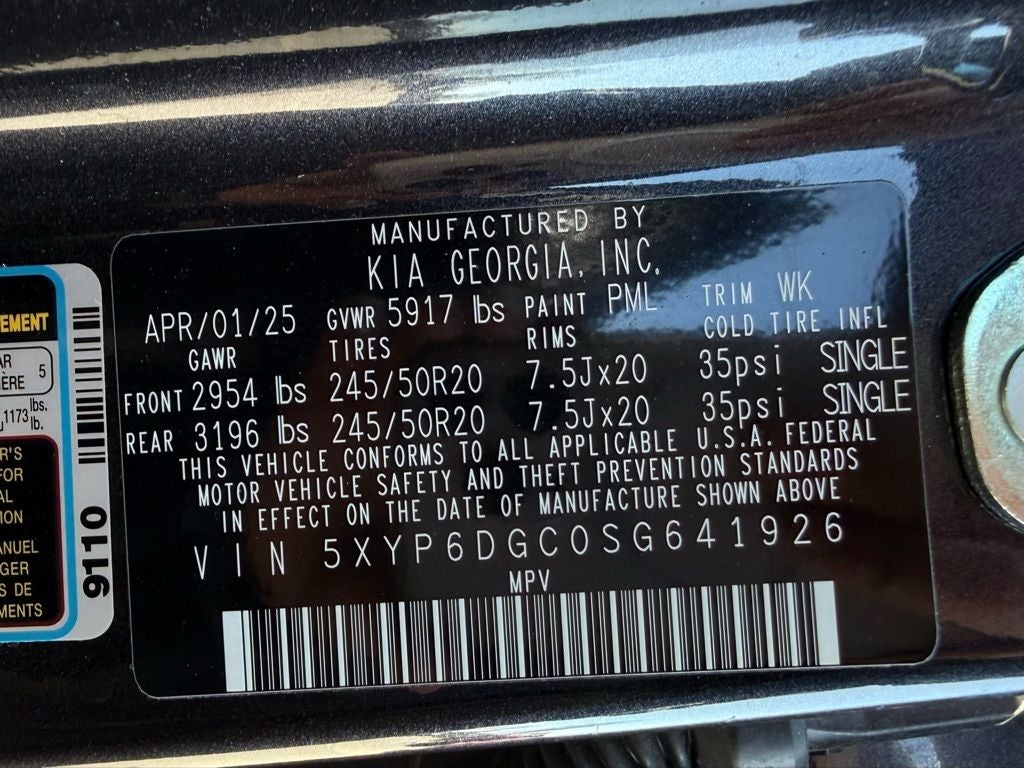 MANUFACTURED BY
KIA GEORGIA, INC.
APR/01/25 GVWR 5917 lbs PAINT PML TRIM WK
GAWR TIRES RIMS COLD TIRE INFL
FRONT 2954 lbs 245/50R20 7.5Jx20 35psi SINGLE
REAR 3196 lbs 245/50R20 7.5Jx20 35psi SINGLE
THIS VEHICLE CONFORMS TO ALL APPLICABLE U.S.A. FEDERAL
MOTOR VEHICLE SAFETY AND THEFT PREVENTION STANDARDS
IN EFFECT ON THE DATE OF MANUFACTURE SHOWN ABOVE
VIN 5XYP6DGC0SG641926
MPV
TEMENT
AR
IÈRE 5
1173 lbs.
lb.
R'S
FOR
AL
ION
ANUEL
GER
S DE
MENTS
9110